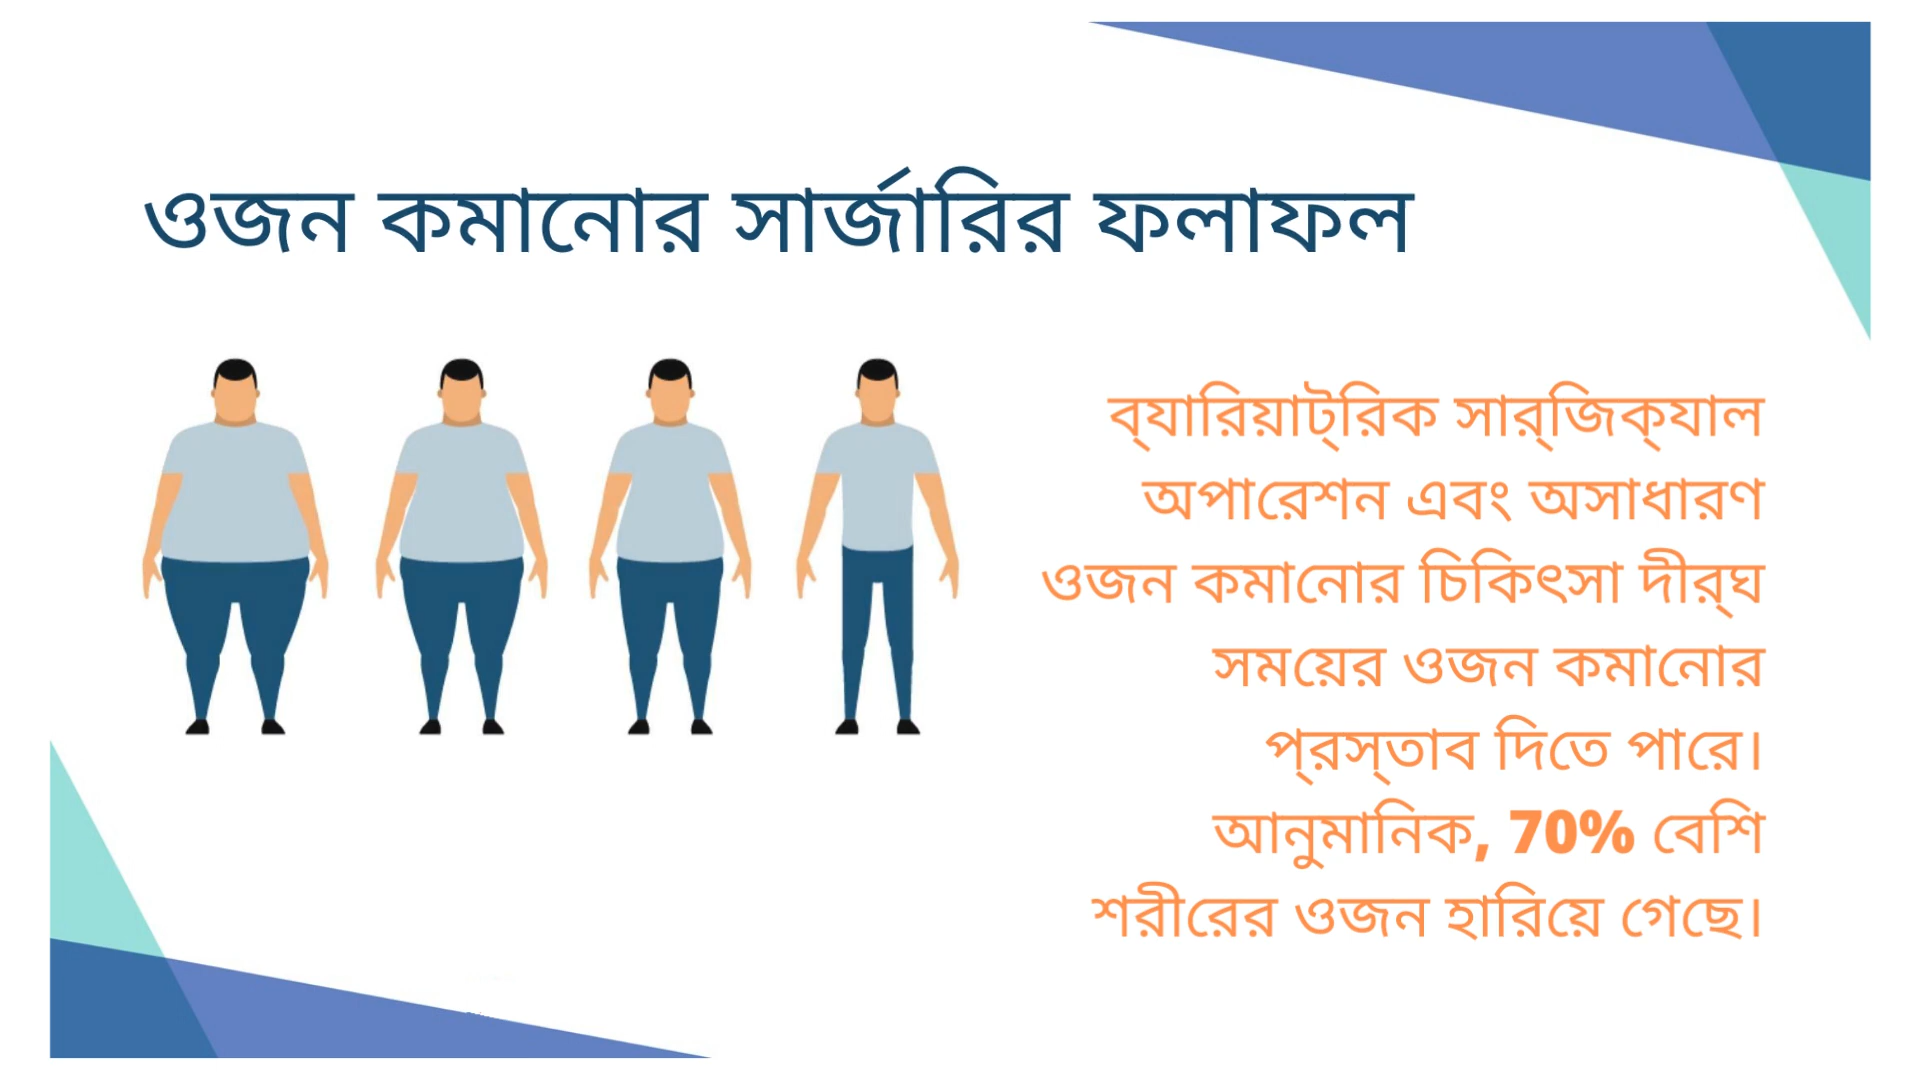 ওজন কমানোর সার্জারির ফলাফল
ব্যারিয়াট্রিক সার্জিক্যাল
অপারেশন এবং অসাধারণ
ওজন কমানোর চিকিৎসা দীর্ঘ
সময়ের ওজন কমানোর
প্রস্তাব দিতে পারে।
আনুমানিক, 70% বেশি
শরীরের ওজন হারিয়ে গেছে।